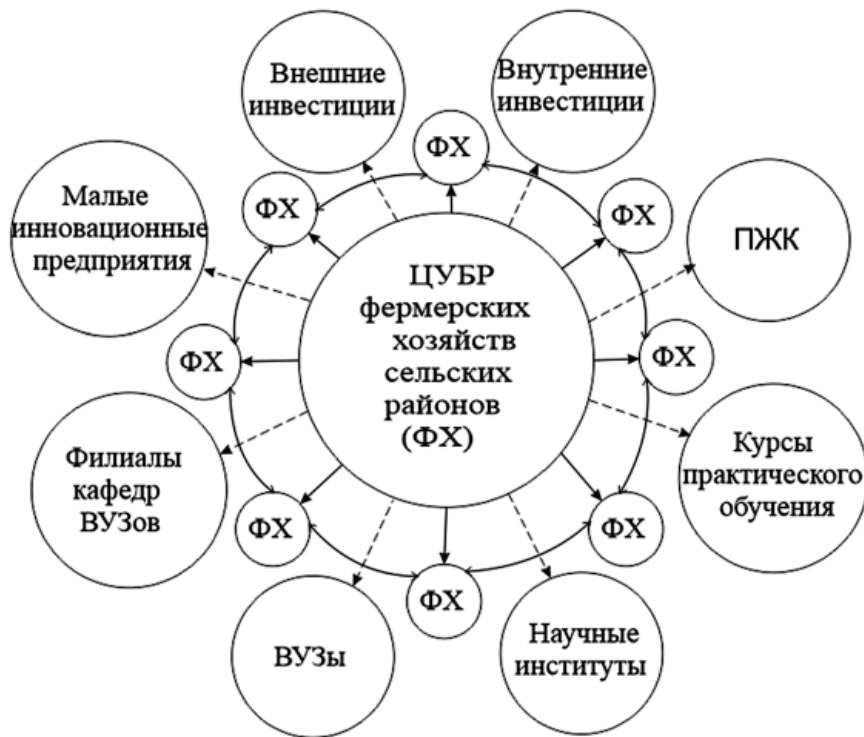 Внешние
инвестиции
Внутренние
инвестиции
ФХ
ФХ
ФХ
Малые
инновационные
предприятия
ПЖК
ЦУБР
фермерских
хозяйств
сельских
районов
(ФХ)
ФХ
ФХ
Филиалы
кафедр
ВУЗов
Курсы
практического
обучения
ФХ
ФХ
ФХ
ВУЗы
Научные
институты